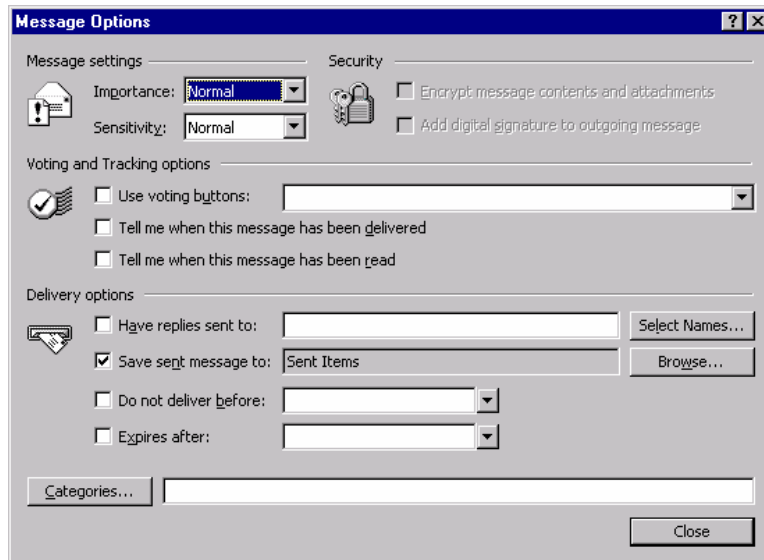 Message Options
Message settings
Security
Importance: Normal
Encrypt message contents and attachments
Sensitivity: Normal
Add digital signature to outgoing message
Voting and Tracking options
Use voting buttons:
Tell me when this message has been delivered
Tell me when this message has been read
Delivery options
Have replies sent to:
Select Names...
Save sent message to: Sent Items
Browse...
Do not deliver before:
Expires after:
Categories...
Close